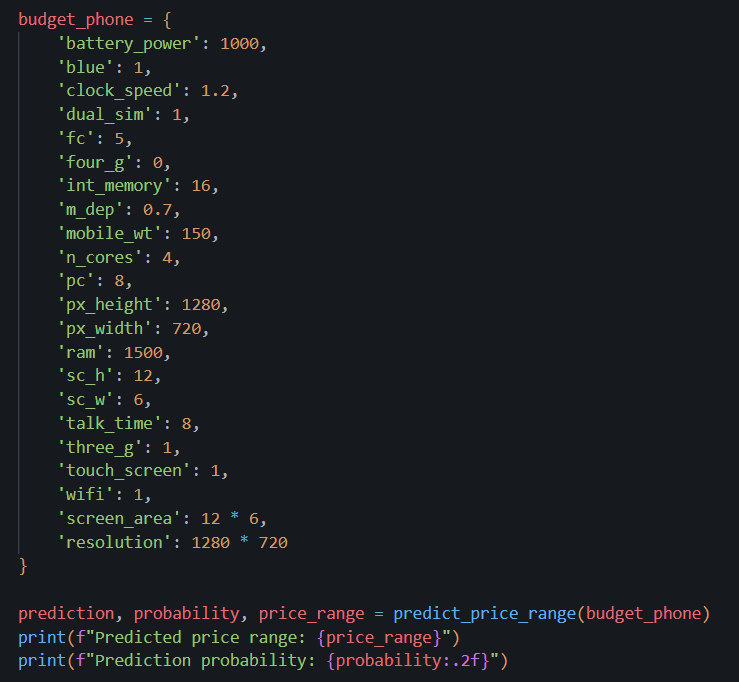 budget_phone = {
    'battery_power': 1000,
    'blue': 1,
    'clock_speed': 1.2,
    'dual_sim': 1,
    'fc': 5,
    'four_g': 0,
    'int_memory': 16,
    'm_dep': 0.7,
    'mobile_wt': 150,
    'n_cores': 4,
    'pc': 8,
    'px_height': 1280,
    'px_width': 720,
    'ram': 1500,
    'sc_h': 12,
    'sc_w': 6,
    'talk_time': 8,
    'three_g': 1,
    'touch_screen': 1,
    'wifi': 1,
    'screen_area': 12 * 6,
    'resolution': 1280 * 720
}
prediction, probability, price_range = predict_price_range(budget_phone)
print(f"Predicted price range: {price_range}")
print(f"Prediction probability: {probability:.2f}")